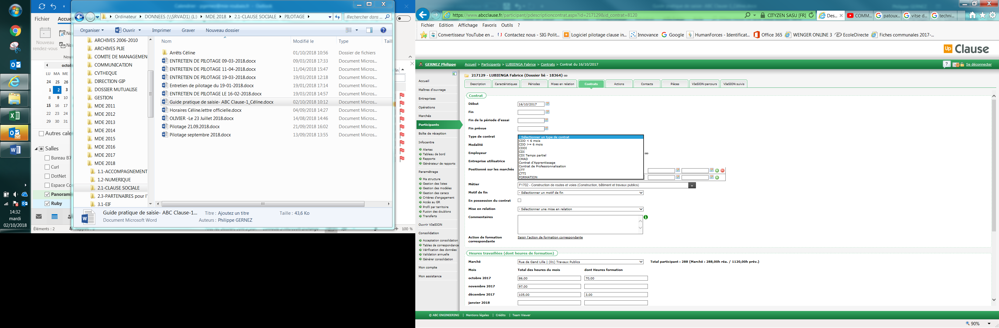 Fichier
Accue
Nouveau
rendez-vous
LU MA ME
24 25 26
1 2 3
8 9 10
15 16 17
22 23 24
29 30 31
Autres cale
Salles
Bureau B7
Curl
DotNet
Espace Co
Panorami
Ruby
Éléments : 2
100 %
14:32
mardi
02/10/2018
Ordinateur DONNEES (\\SRVAD1) (L:) MDE 2018 2.1-CLAUSE SOCIALE PILOTAGE
Rechercher dans ...
Organiser Ouvrir Imprimer Graver Nouveau dossier
ARCHIVES 2006-2010
ARCHIVES PLIE
COMITE DE MANAGEMEN
COMMUNICATION
CVTHEQUE
DIRECTION GIP
DOSSIER MUTUALISE
GESTION
MDE 2011
MDE 2012
MDE 2013
MDE 2014
MDE 2015
MDE 2016
MDE 2017
MDE 2018
1.1-ACCOMPAGNEMENT
1.2-NUMERIQUE
2.1-CLAUSE SOCIALE
2.3-PARTENAIRES pour l'
3.1-EIF
Nom Modifié le Type Taill
Arrêts Céline 01/10/2018 10:56 Dossier de fichiers
ENTRETIEN DE PILOTAGE 09-03-2018.docx 09/03/2018 17:33 Document Micros...
ENTRETIEN DE PILOTAGE 11-04-2018.docx 11/04/2018 15:47 Document Micros...
ENTRETIEN DE PILOTAGE 19-03-2018.docx 19/03/2018 12:18 Document Micros...
Entretien de pilotage du 19-01-2018.docx 19/01/2018 17:14 Document Micros...
ENTRETIEN DE PILOTAGE LE 16-02-2018.docx 19/03/2018 14:57 Document Micros...
Guide pratique de saisie- ABC Clause-1_Céline.docx 02/10/2018 10:12 Document Micros...
Horaires Céline.lettre officielle.docx 04/09/2018 14:27 Document Micros...
OLIVIER -Le 23 Juillet 2018.docx 14/08/2018 14:46 Document Micros...
Pilotage 21.09.2018.docx 21/09/2018 16:02 Document Micros...
Pilotage septembre 2018.docx 13/09/2018 13:55 Document Micros...
Guide pratique de saisie- ABC Clause-1... Titre : Ajoutez un titre Taille : 43,6 Ko
Document Microsoft Word Auteurs : Philippe GERNEZ
https://www.abcclause.fr/participant/pdescriptioncontrat.aspx?id=217129&id_contrat=8120
CITYZEN SASU [FR]
Des... COMM... patoux... vitse d... techni...
Fichier Edition Affichage Favoris Outils ?
Convertisseur YouTube en ... Contactez nous - SIG Polit... Logiciel pilotage clause in... Innovance Google HumanForces - Identificat... Office 365 WENGER ONLINE 3 EcoleDirecte Fiches communales 2017-...
Up Clause
GERNEZ Philippe Accueil > Participants > LUBIENGA Fabrice > Contrats > Contrat du 16/10/2017 ? Se déconnecter
Accueil
Maîtres d'ouvrage
Entreprises
Opérations
Marchés
Participants
Boîte de réception
Infocentre
Alertes
Tableau de bord
Rapports
Générateur de rapports
Paramétrage
Ma structure
Gestion des listes
Gestion des modèles
Gestion des caracs
Critères d'engagement
Accès au GR
Profil par territoire
Fusion des doublons
Transferts
Ouvrir VIeSION
Consolidation
Acceptation consolidation
Tables de correspondance
Vérification des données
Validation annuelle
Générer consolidation
Mon compte
Mon assistance
217129 - LUBIENGA Fabrice (Dossier lié - 18364)
Description Caractéristiques Périodes Mises en relation Contrats Actions Contacts Pièces VIeSION:parcours VIeSION:suivis
Contrat
Début 16/10/2017
Fin
Fin de la période d'essai
Fin prévue
Type de contrat
- Sélectionner un type de contrat
CDD < 6 mois
CDD >= 6 mois
CDDI
CDI
CDI Temps partiel
CMAD
Contrat d'Apprentissage
Contrat de Professionnalisation
CTT
CTTI
FORMATION
Modalité
Employeur
Entreprise utilisatrice
Positionné sur les marchés
Métier F1702 - Construction de routes et voies (Construction, bâtiment et travaux publics)
Motif de fin - Sélectionner un motif de fin
En possession du contrat
Mise en relation - Sélectionner une mise en relation
Commentaires
Action de formation
correspondante
Saisir l'action de formation correspondante
Heures travaillées (dont heures de formation)
Marché Rue de Gand Lille | (01) Travaux Publics Total participant : 288 (Marché : 288,00h réa. / 1120,00h prév.)
Mois Total des heures du mois dont Heures formation
octobre 2017 86,00 70,00
novembre 2017 97,00
décembre 2017 105,00 3,00
janvier 2018
© ABC ENGINEERING | Mentions légales | Crédits | Team Viewer
90%